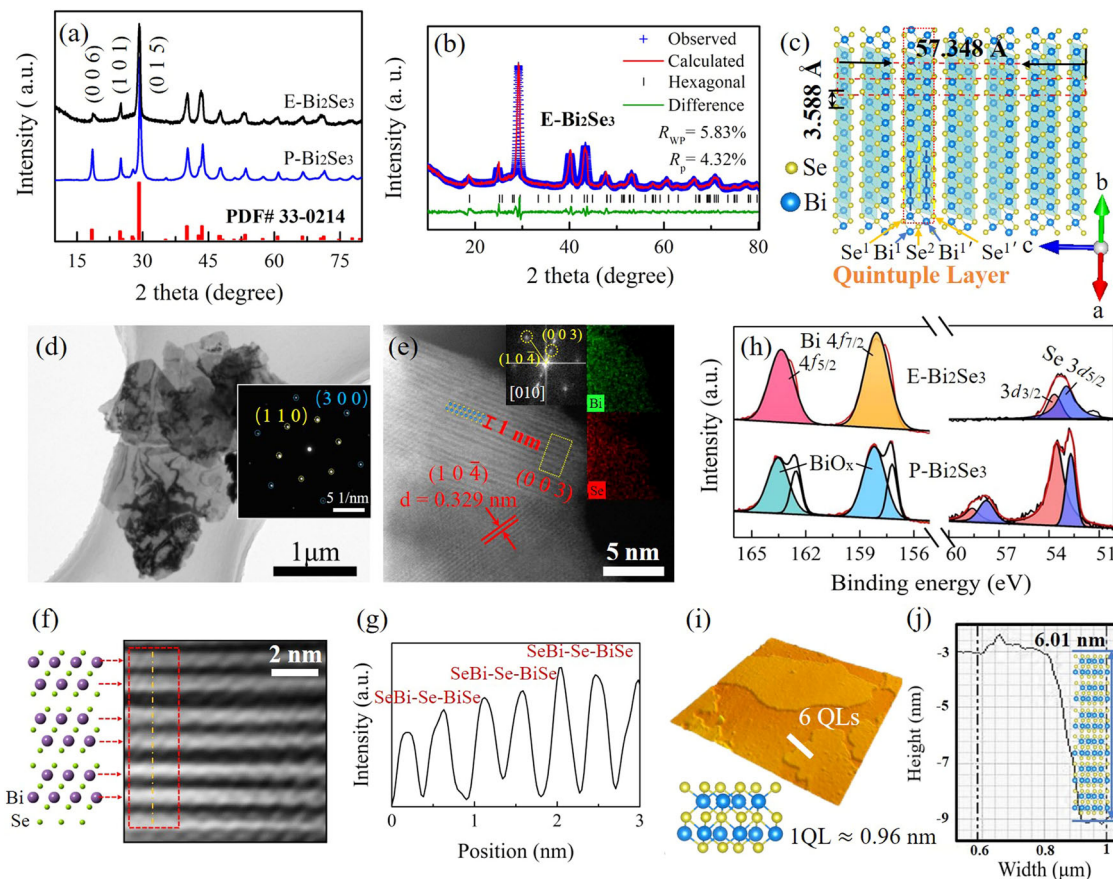 (a)
(0 0 6)
(1 0 1)
(0 1 5)
E-Bi₂Se₃
P-Bi₂Se₃
PDF# 33-0214
Intensity ( a.u.)
15 30 45 60 75
2 theta (degree)
(b)
Observed
Calculated
Hexagonal
Difference
E-Bi₂Se₃
R_WP = 5.83%
R_p = 4.32%
Intensity (a. u.)
20 40 60 80
2 theta (degree)
(c)
57.348 Å
3.588 Å
Se
Bi
Se¹ Bi¹ Se² Bi¹′ Se¹′
Quintuple Layer
c
b
a
(d)
(1 1 0)
(3 0 0)
5 1/nm
1μm
(e)
(0 0 3)
(1 0 4̄)
[010]
Bi
Se
1 nm
(1 0 4̄)
(0 0 3)
d = 0.329 nm
5 nm
(h)
Bi 4f₇/₂
4f₅/₂
Se 3d₅/₂
3d₃/₂
E-Bi₂Se₃
BiOₓ
P-Bi₂Se₃
Intensity (a.u.)
165 162 159 156 60 57 54 51
Binding energy (eV)
(f)
2 nm
Bi
Se
(g)
SeBi-Se-BiSe
SeBi-Se-BiSe
SeBi-Se-BiSe
Intensity (a.u.)
0 1 2 3
Position (nm)
(i)
6 QLs
1QL ≈ 0.96 nm
(j)
6.01 nm
Height (nm)
-3
-5
-7
-9
0.6 0.8 1
Width (μm)